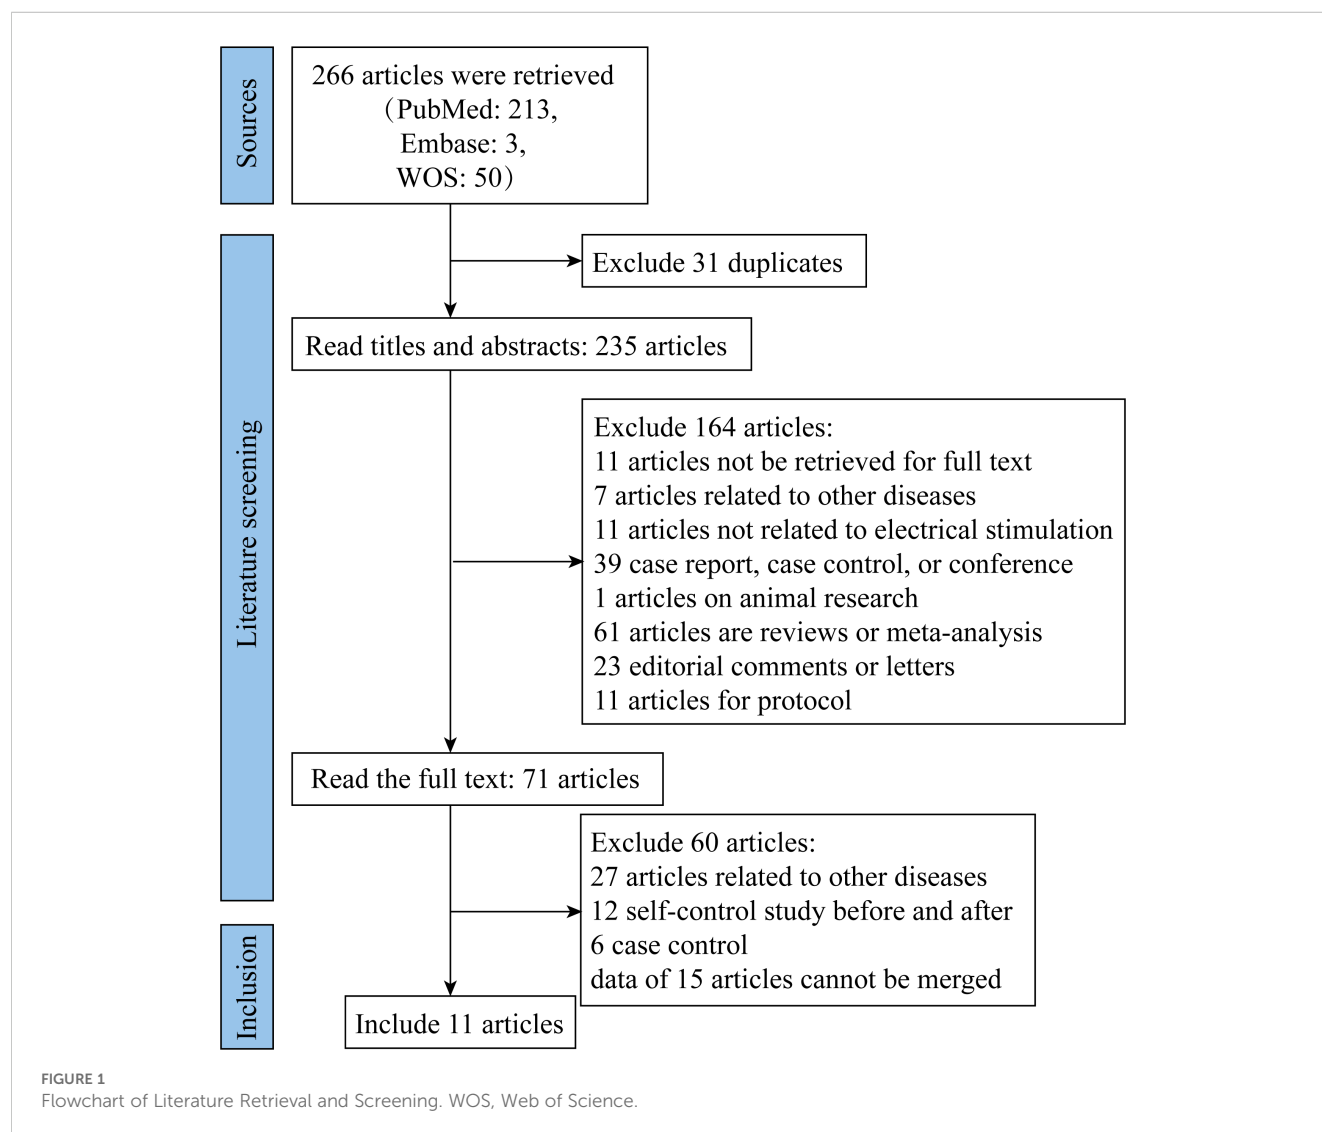 Sources
266 articles were retrieved
（PubMed: 213,
Embase: 3,
WOS: 50）
Literature screening
Exclude 31 duplicates
Read titles and abstracts: 235 articles
Exclude 164 articles:
11 articles not be retrieved for full text
7 articles related to other diseases
11 articles not related to electrical stimulation
39 case report, case control, or conference
1 articles on animal research
61 articles are reviews or meta-analysis
23 editorial comments or letters
11 articles for protocol
Read the full text: 71 articles
Exclude 60 articles:
27 articles related to other diseases
12 self-control study before and after
6 case control
data of 15 articles cannot be merged
Inclusion
Include 11 articles
FIGURE 1
Flowchart of Literature Retrieval and Screening. WOS, Web of Science.